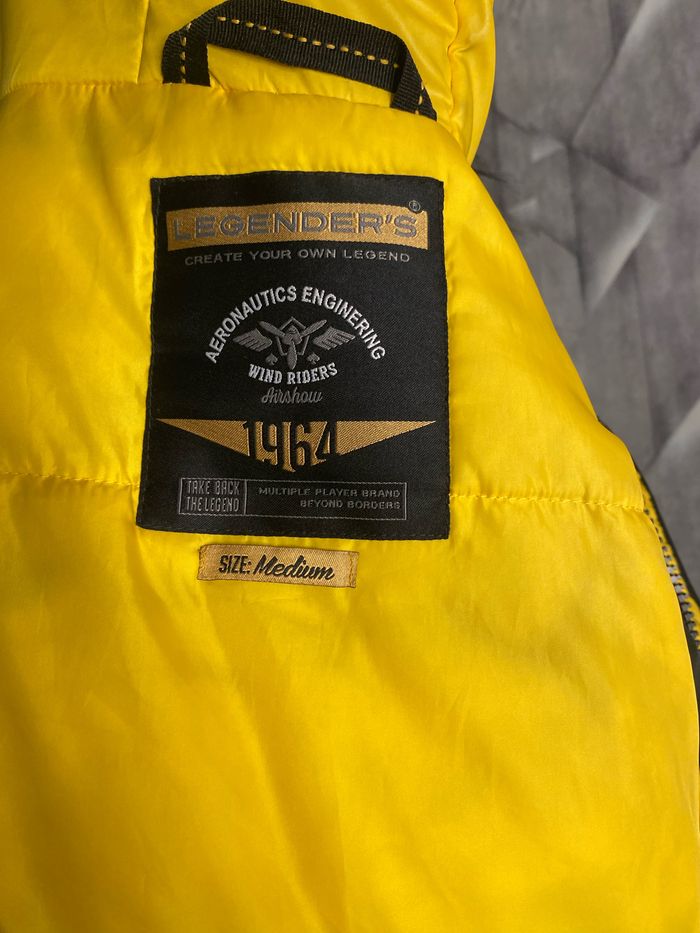 LEGENDER'S®
CREATE YOUR OWN LEGEND
AERONAUTICS ENGINERING
WIND RIDERS
Airshow
1964
TAKE BACK
THE LEGEND
MULTIPLE PLAYER BRAND
BEYOND BORDERS
SIZE: Medium